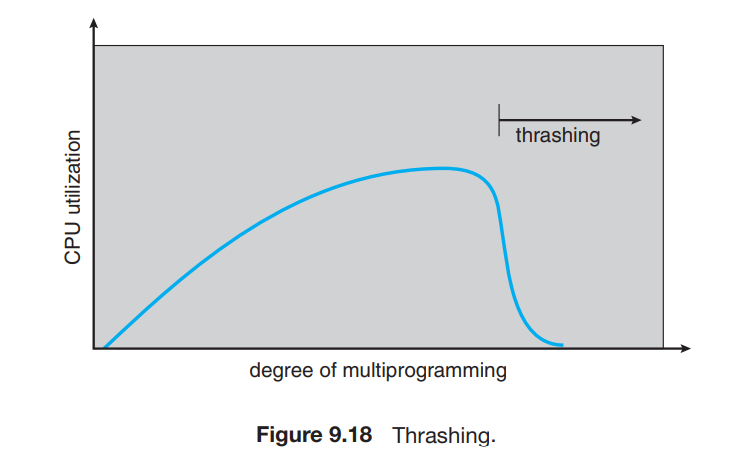 thrashing
CPU utilization
degree of multiprogramming
Figure 9.18 Thrashing.